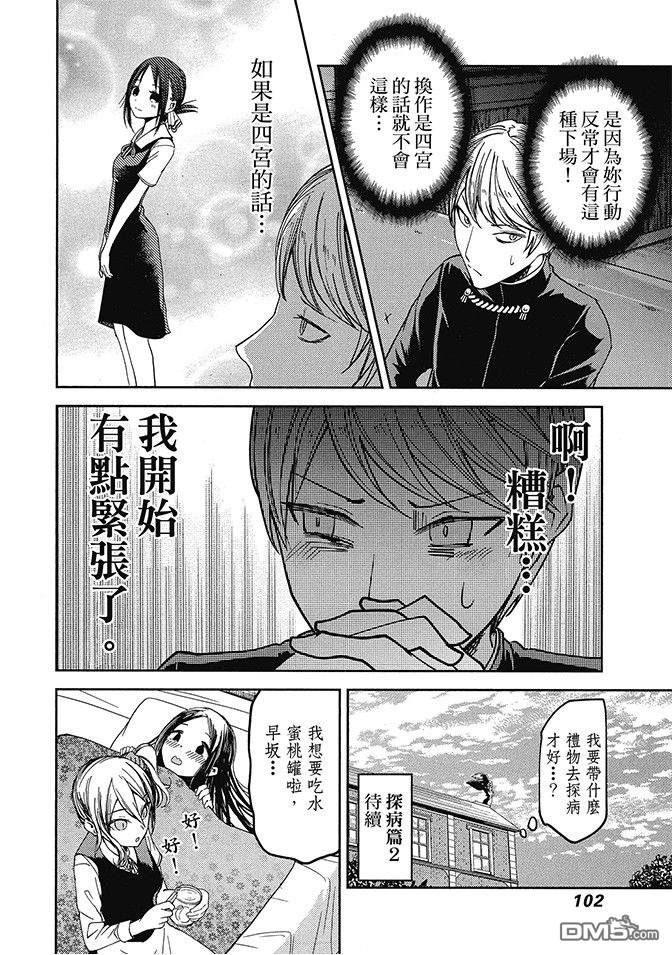 是因為妳行動
反常才會有這
種下場！
換作是四宮
的話就不會
這樣…
如果是四宮的話…
啊！
糟糕…
我開始
有點緊張了。
我要帶什麼
禮物去探病
才好…？
探病篇2
待續
我想要吃水
蜜桃罐啦，
早坂…
好！
好！
102
DM5.com